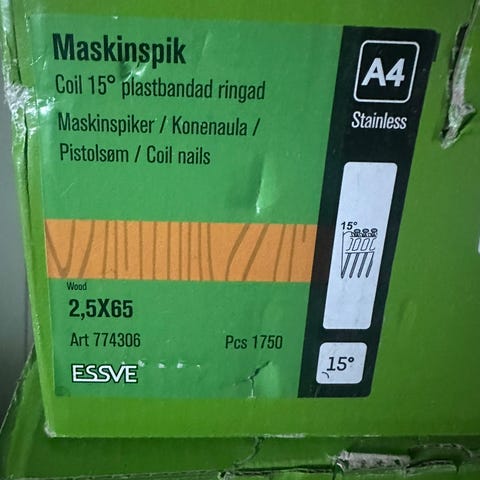 Maskinspik
Coil 15° plastbandad ringad
Maskinspiker / Konenaula /
Pistolsøm / Coil nails
A4
Stainless
15°
Wood
2,5X65
Art 774306
Pcs 1750
ESSVE
15°